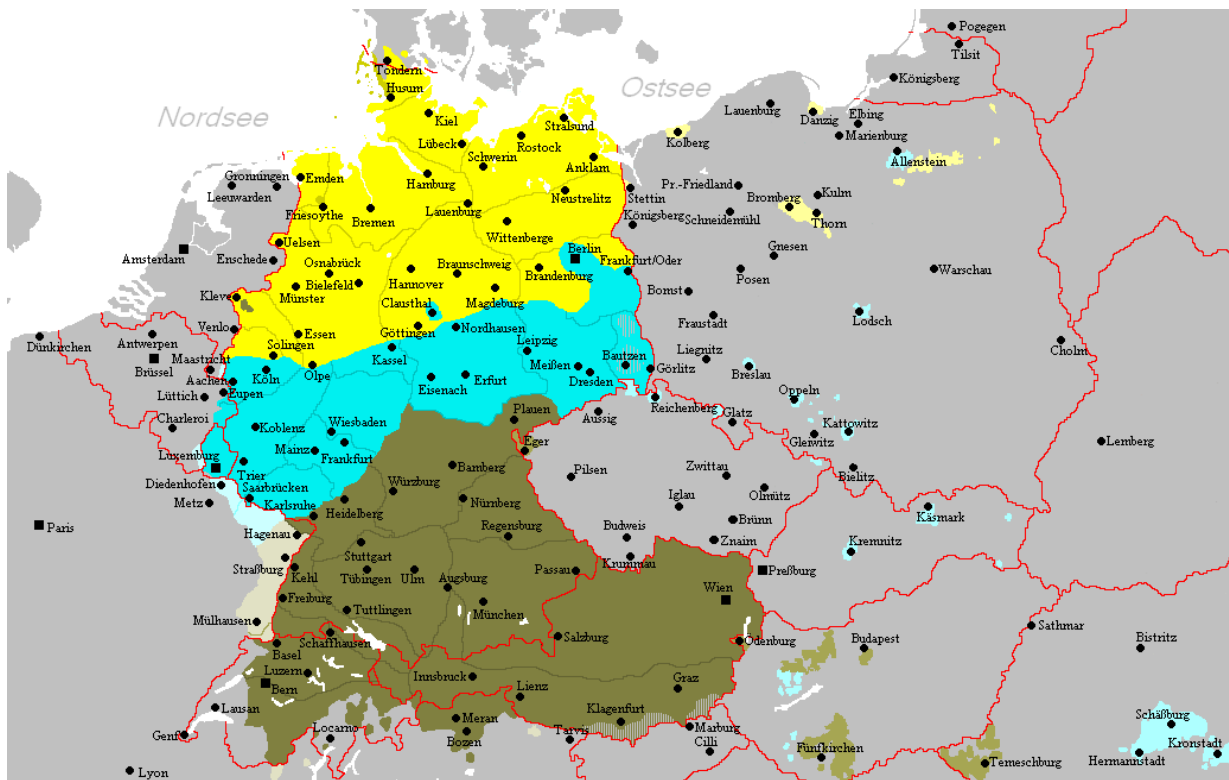 Pogegen
Tilsit
Tondern
Königsberg
Husum
Ostsee
Nordsee
Lauenburg
Danzig
Elbing
Marienburg
Kiel
Stralsund
Kolberg
Rostock
Lübeck
Schwerin
Anklam
Allenstein
Gronningen
Leeuwarden
Emden
Hamburg
Neustrelitz
Stettin
Pr.-Friedland
Bromberg
Kulm
Friesoythe
Bremen
Lauenburg
Königsberg
Schneidemühl
Thorn
Wittenberge
Uelsen
Amsterdam
Enschede
Osnabrück
Braunschweig
Berlin
Gnesen
Frankfurt/Oder
Posen
Warschau
Bielefeld
Hannover
Brandenburg
Münster
Kleve
Clausthal
Magdeburg
Bomst
Lodsch
Fraustadt
Dünkirchen
Antwerpen
Venlo
Essen
Göttingen
Nordhausen
Leipzig
Cholm
Solingen
Kassel
Liegnitz
Maastricht
Brüssel
Olpe
Meißen
Bautzen
Görlitz
Breslau
Aachen
Köln
Eisenach
Erfurt
Dresden
Lüttich
Eupen
Oppeln
Reichenberg
Charleroi
Plauen
Aussig
Glatz
Koblenz
Wiesbaden
Kattowitz
Gleiwitz
Lemberg
Eger
Luxemburg
Mainz
Frankfurt
Trier
Bamberg
Pilsen
Zwittau
Bielitz
Diedenhofen
Saarbrücken
Würzburg
Olmütz
Metz
Karlsruhe
Heidelberg
Nürnberg
Iglau
Käsmark
Paris
Hagenau
Regensburg
Budweis
Brünn
Znaim
Kremnitz
Stuttgart
Straßburg
Kehl
Tübingen
Ulm
Augsburg
Passau
Krummau
Preßburg
Wien
Freiburg
Tuttlingen
München
Mülhausen
Schaffhausen
Salzburg
Ödenburg
Budapest
Sathmar
Bistritz
Basel
Luzern
Bern
Innsbruck
Lienz
Graz
Lausan
Meran
Klagenfurt
Schäßburg
Genf
Locarno
Bozen
Tarvis
Marburg
Cilli
Fünfkirchen
Temeschburg
Hermannstadt
Kronstadt
Lyon